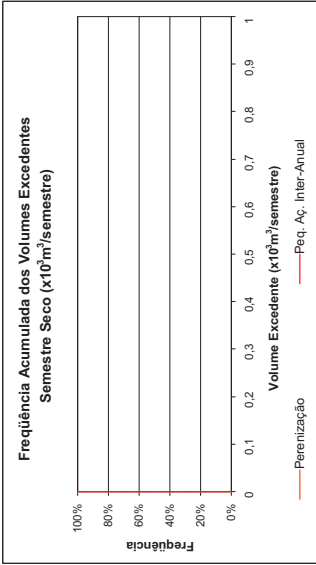 Freqüência Acumulada dos Volumes Excedentes
Semestre Seco (x10³m³/semestre)
Freqüência
100%
80%
60%
40%
20%
0%
0 0,1 0,2 0,3 0,4 0,5 0,6 0,7 0,8 0,9 1
Volume Excedente (x10³m³/semestre)
Perenização Peq. Aç. Inter-Anual